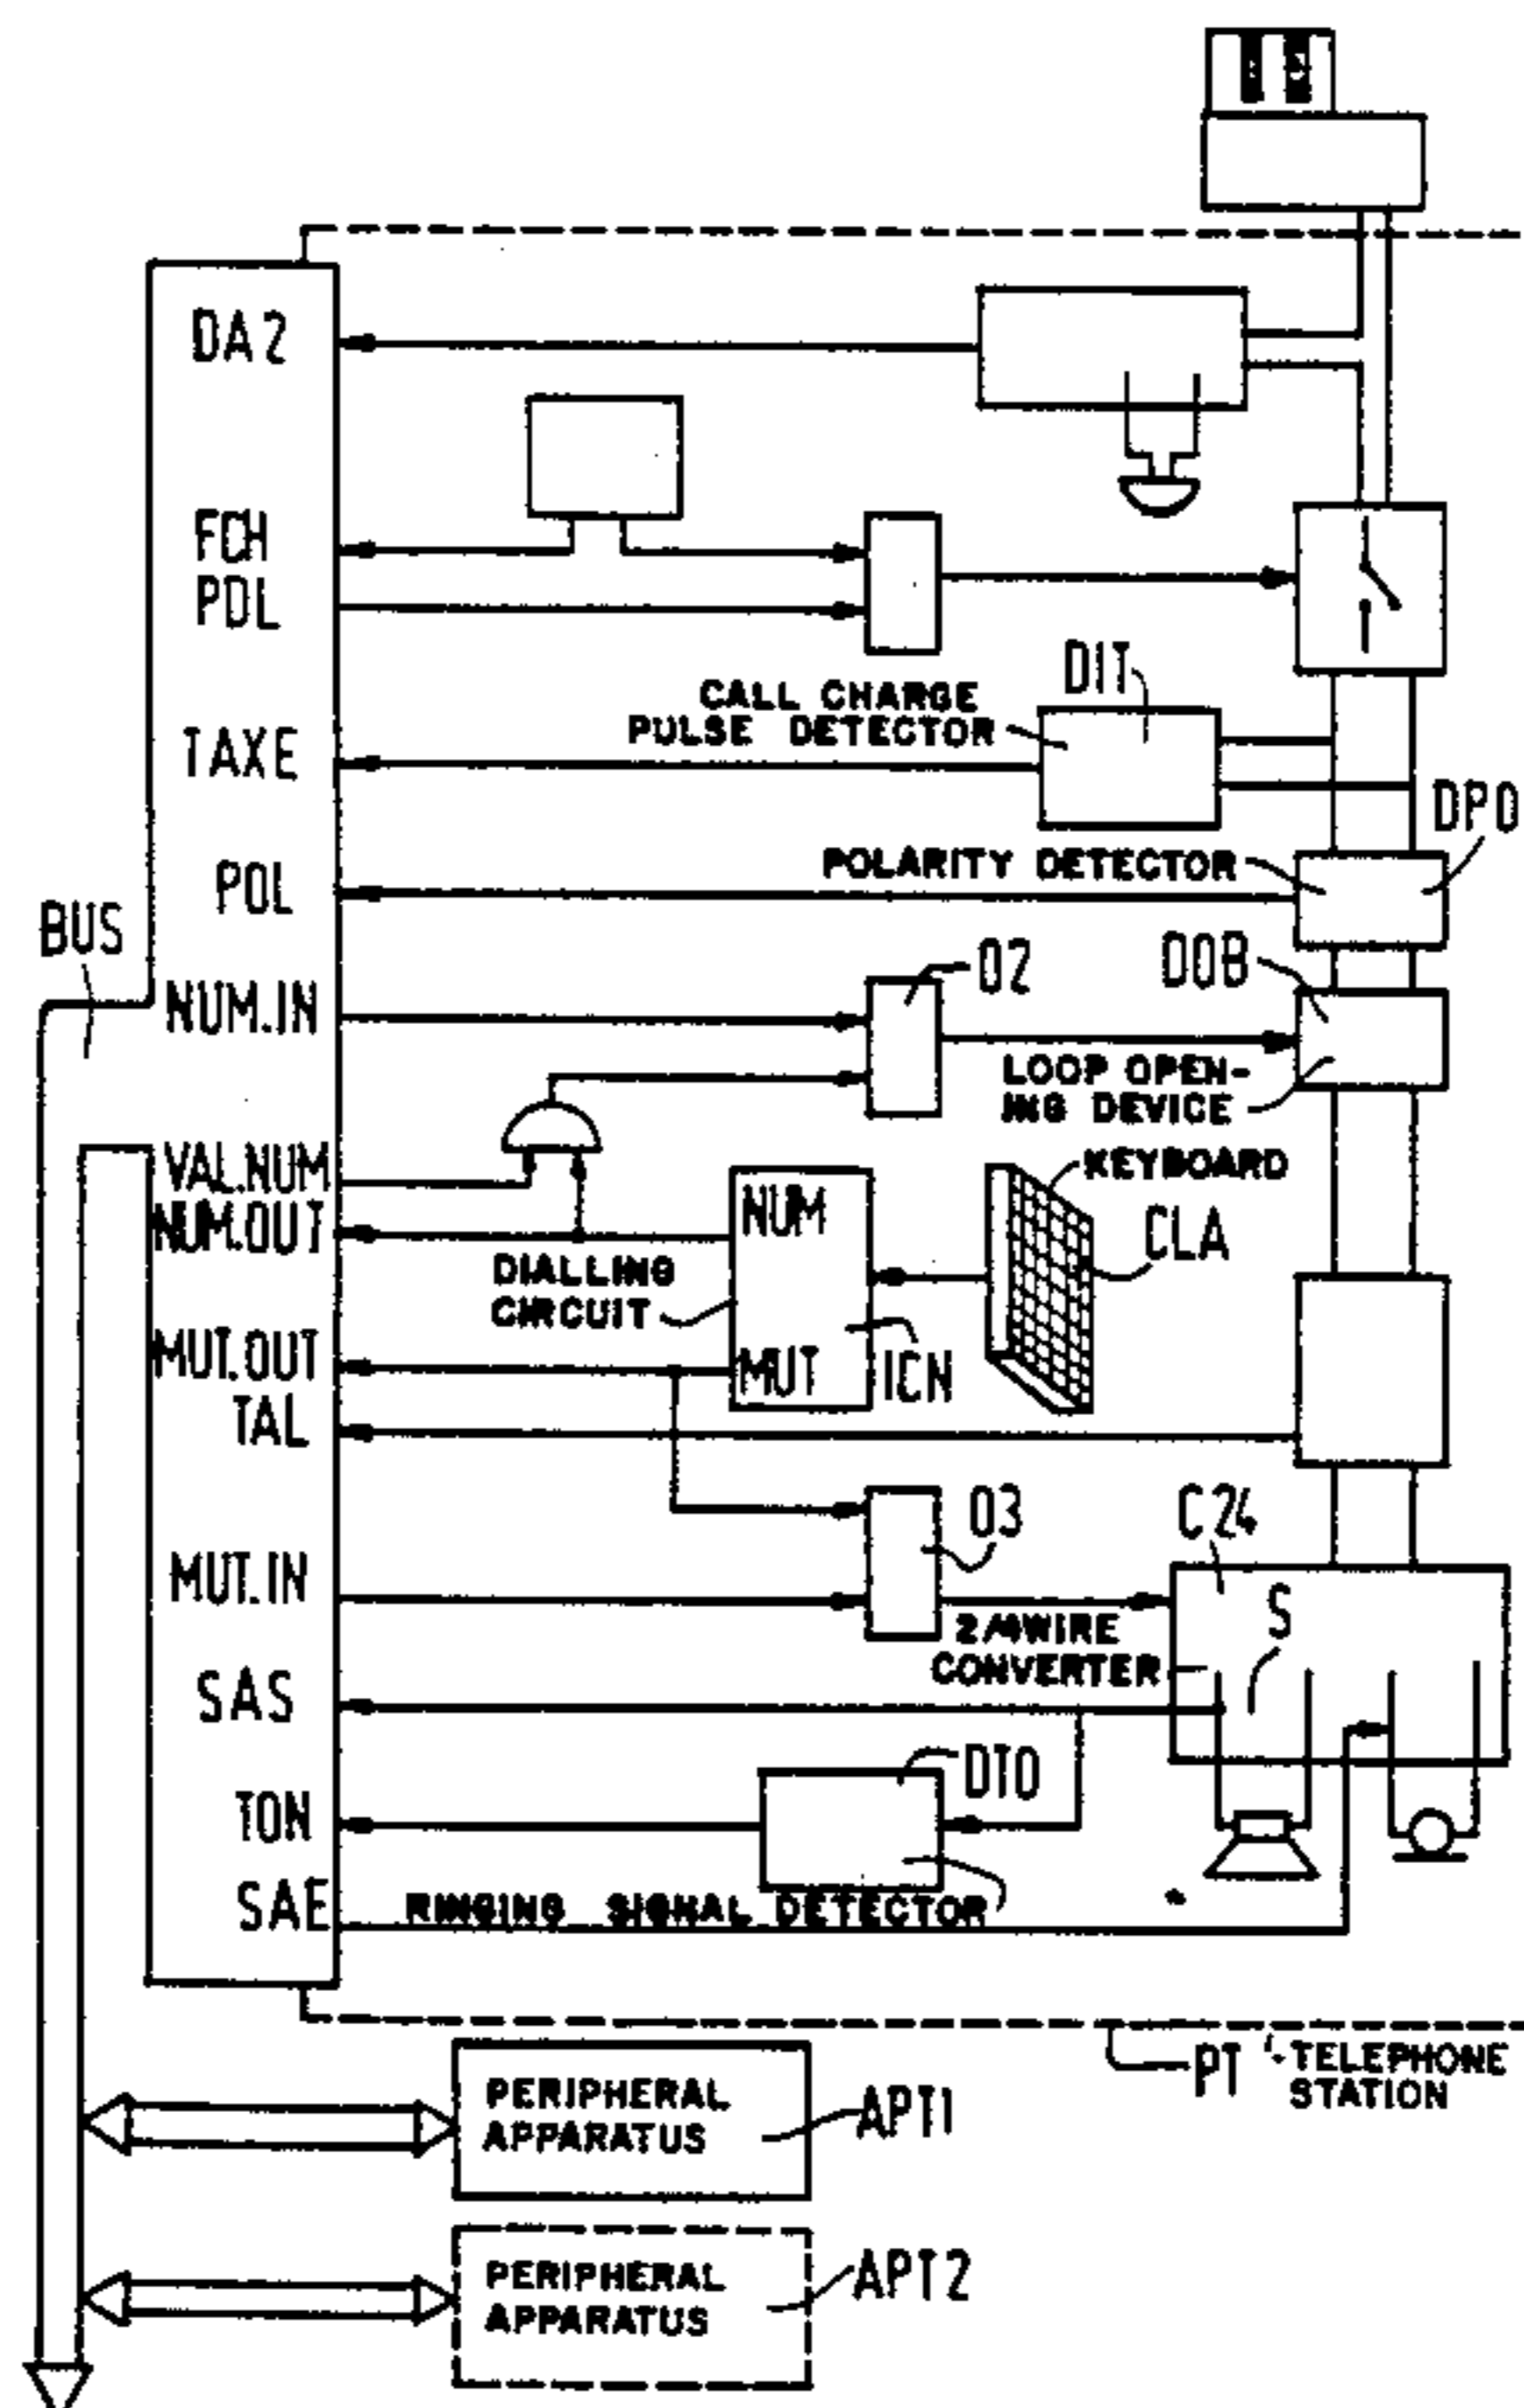 DA2
FCH
PDL
DIT
CALL CHARGE
PULSE DETECTOR
TAXE
DPO
POLARITY DETECTOR
POL
BUS
O2
DOB
NUM.IN
LOOP OPEN-
ING DEVICE
VAL.NUM
KEYBOARD
NUM.OUT
NUM
CLA
DIALLING
CIRCUIT
MUT.OUT
MUT
ICN
TAL
O3
C24
MUT.IN
S
2/4WIRE
CONVERTER
SAS
DTO
TON
SAE
RINGING SIGNAL DETECTOR
PT
TELEPHONE
STATION
PERIPHERAL
APPARATUS
APT1
PERIPHERAL
APPARATUS
APT2